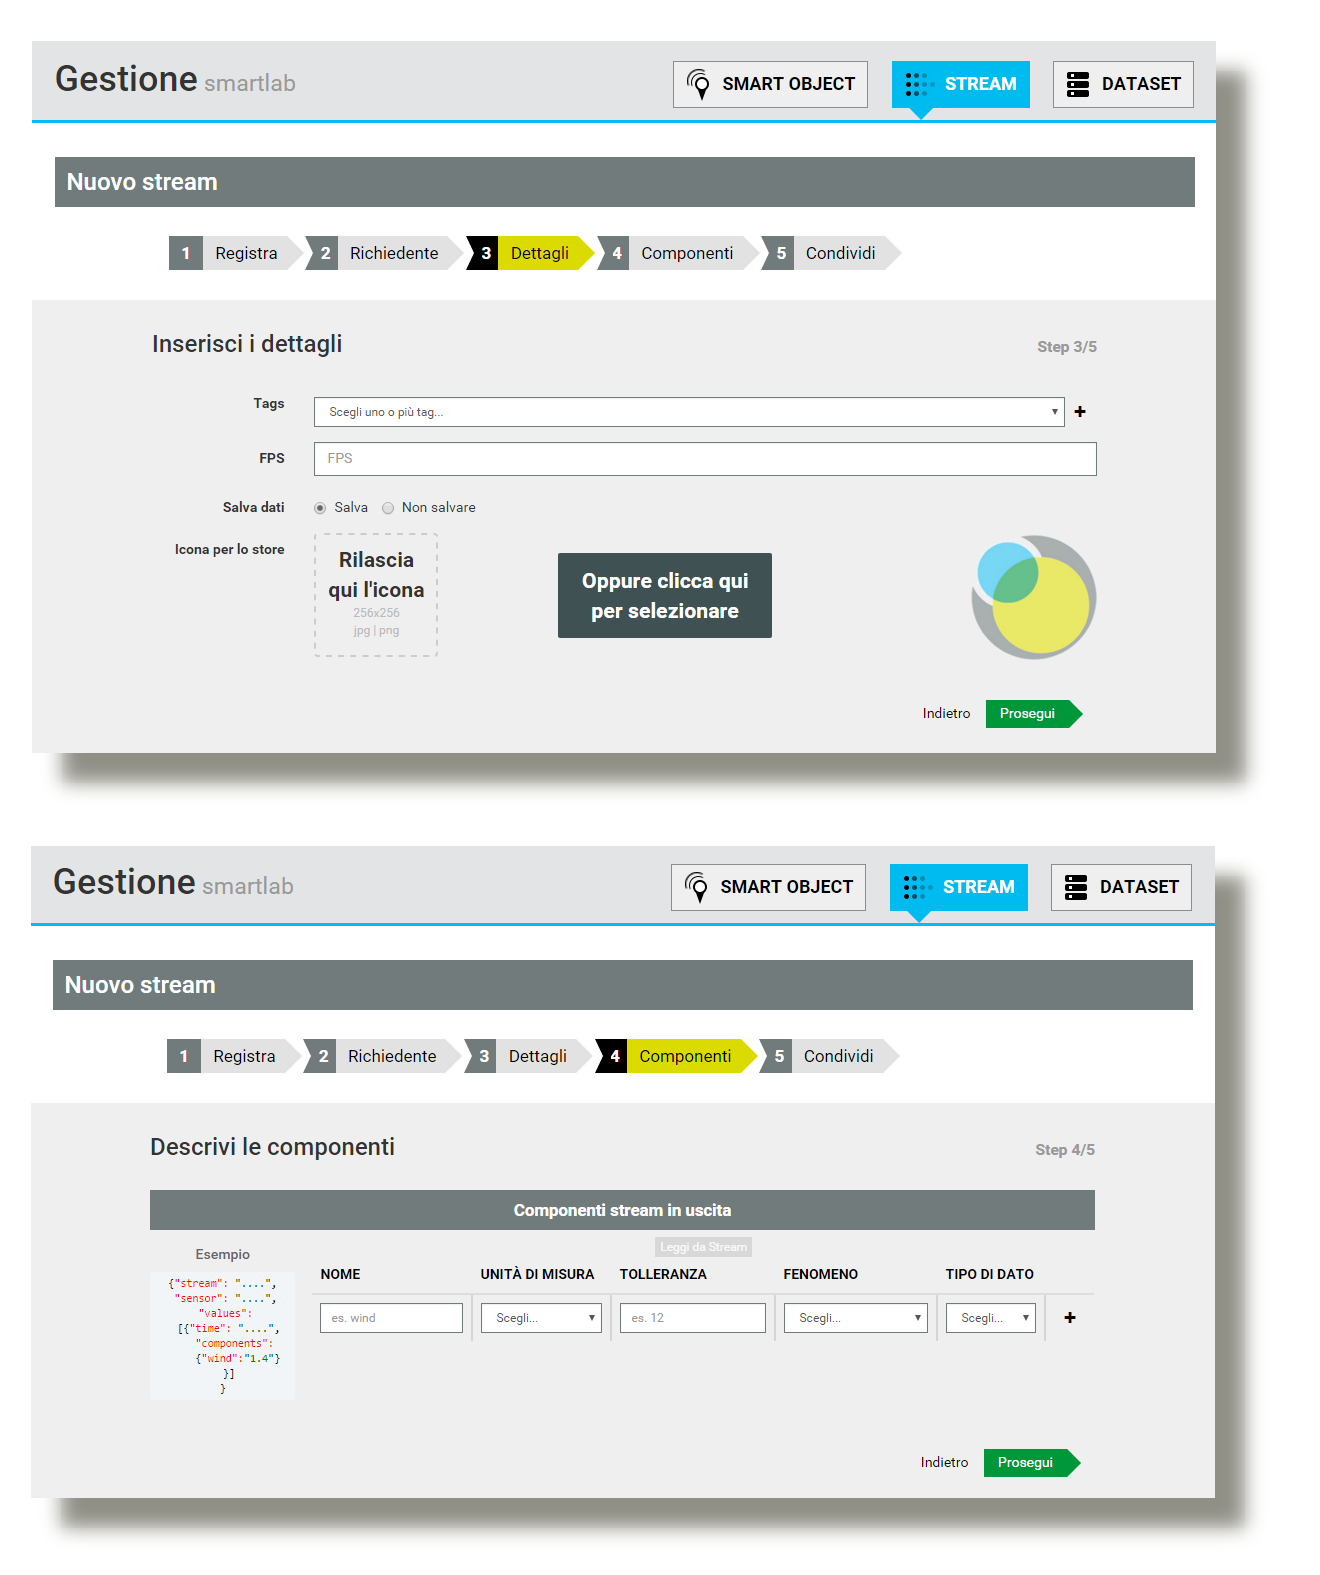 Gestione smartlab
SMART OBJECT
STREAM
DATASET
Nuovo stream
1 Registra
2 Richiedente
3 Dettagli
4 Componenti
5 Condividi
Inserisci i dettagli
Step 3/5
Tags
Scegli uno o più tag...
FPS
FPS
Salva dati
Salva
Non salvare
Icona per lo store
Rilascia
qui l'icona
256x256
jpg | png
Oppure clicca qui
per selezionare
Indietro
Prosegui
Gestione smartlab
SMART OBJECT
STREAM
DATASET
Nuovo stream
1 Registra
2 Richiedente
3 Dettagli
4 Componenti
5 Condividi
Descrivi le componenti
Step 4/5
Componenti stream in uscita
Leggi da Stream
Esempio
{"stream": "....",
"sensor": "....",
"values":
[{"time": "....",
"components":
{"wind":"1.4"}
}]
}
NOME
UNITÀ DI MISURA
TOLLERANZA
FENOMENO
TIPO DI DATO
es. wind
Scegli...
es. 12
Scegli...
Scegli...
Indietro
Prosegui